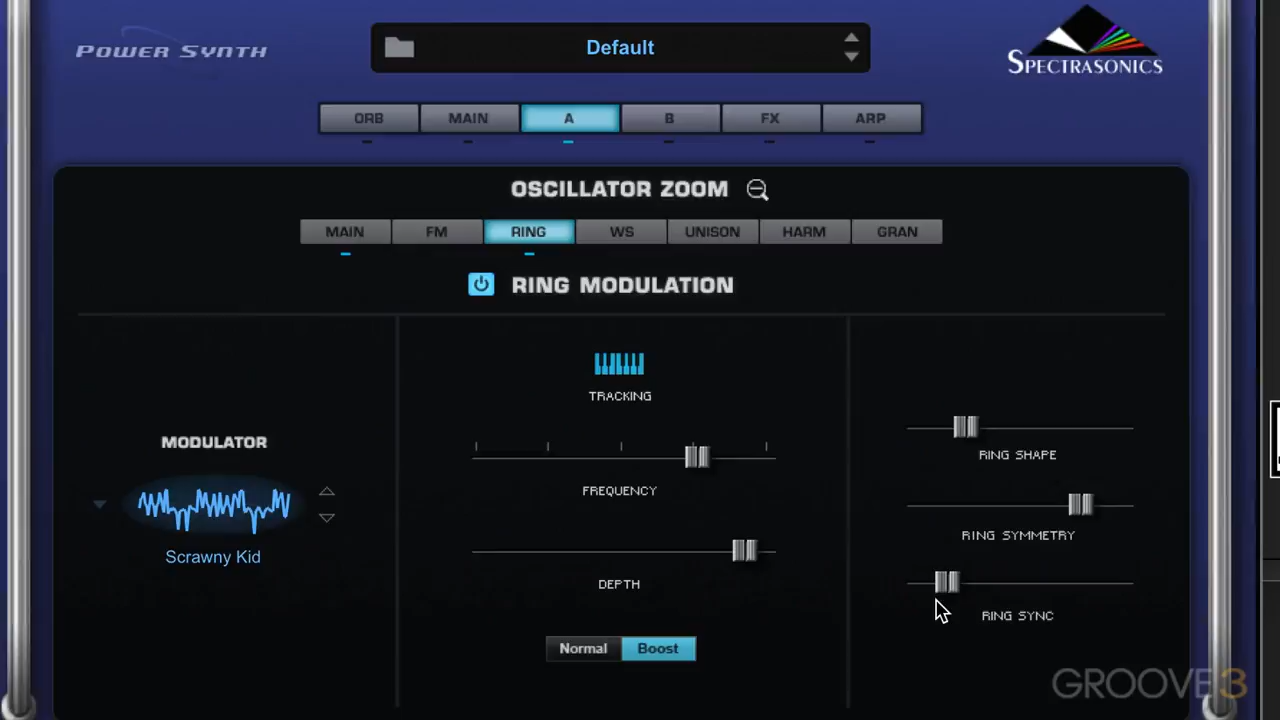 POWER SYNTH
Default
SPECTRASONICS
ORB MAIN A B FX ARP
OSCILLATOR ZOOM
MAIN FM RING WS UNISON HARM GRAN
RING MODULATION
TRACKING
MODULATOR
RING SHAPE
FREQUENCY
RING SYMMETRY
Scrawny Kid
DEPTH
RING SYNC
Normal Boost
GROOVE3